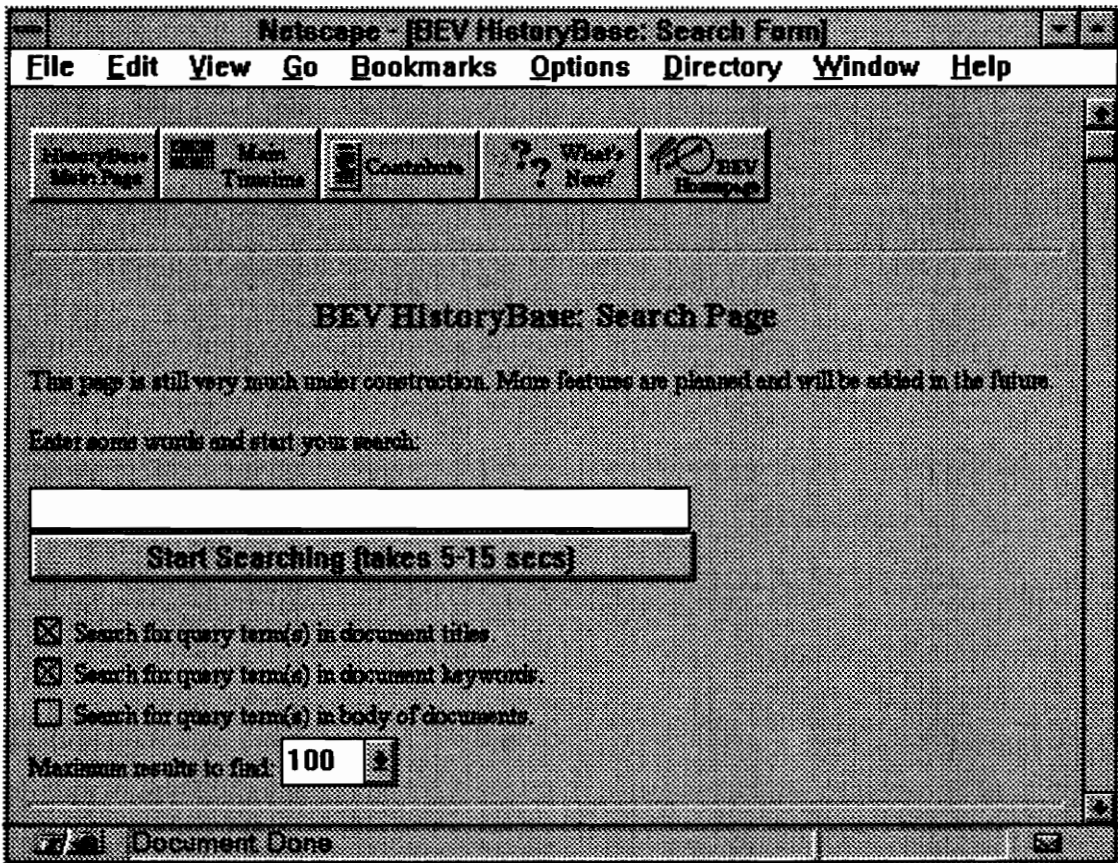 Netscape - [BEV HistoryBase: Search Form]
File Edit View Go Bookmarks Options Directory Window Help
HistoryBase Main Page
Main Timeline
Contribute
What's New?
BEV Homepage
BEV HistoryBase: Search Page
This page is still very much under construction. More features are planned and will be added in the future.
Enter some words and start your search:
Start Searching (takes 5-15 secs)
Search for query term(s) in document titles.
Search for query term(s) in document keywords.
Search for query term(s) in body of documents.
Maximum results to find: 100
Document Done